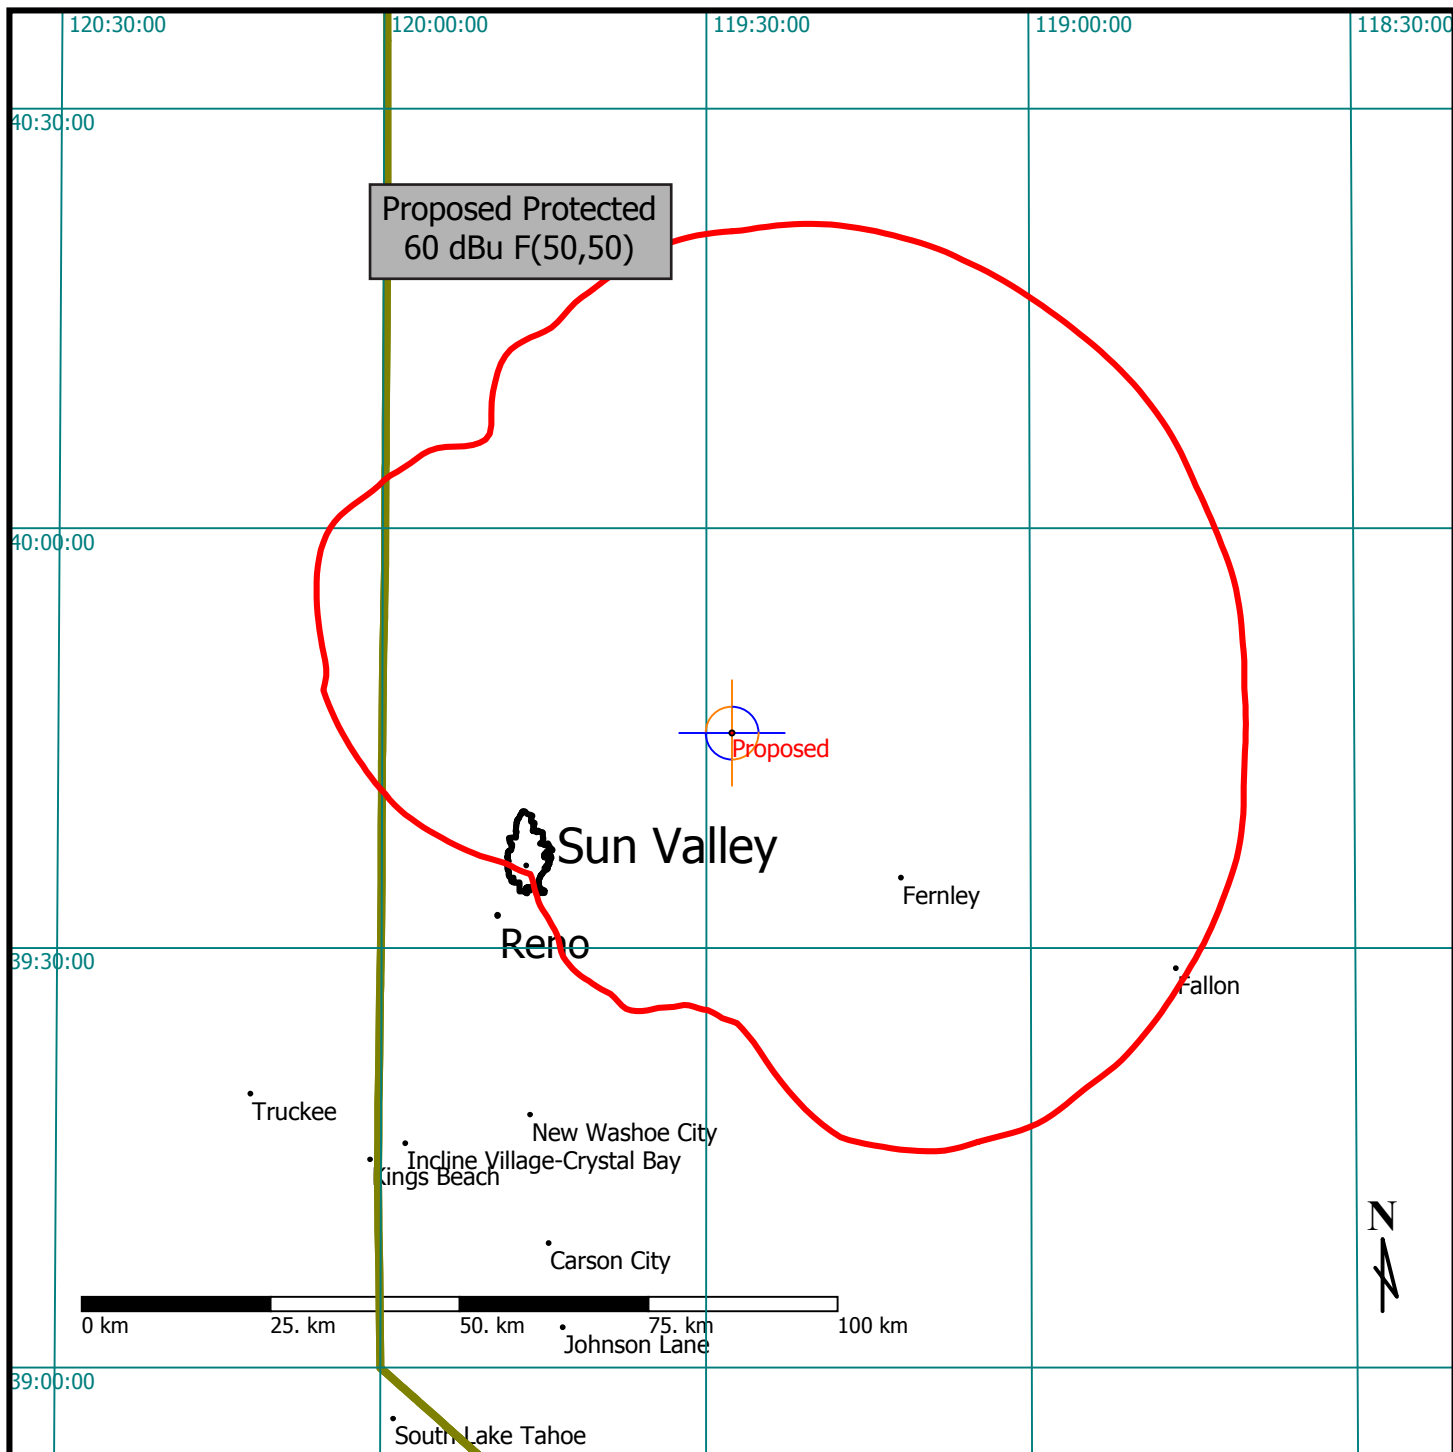 120:30:00
120:00:00
119:30:00
119:00:00
118:30:00
40:30:00
Proposed Protected
60 dBu F(50,50)
40:00:00
Proposed
Sun Valley
Fernley
Reno
39:30:00
Fallon
Truckee
New Washoe City
Incline Village-Crystal Bay
Kings Beach
N
Carson City
0 km
25. km
50. km
75. km
100 km
Johnson Lane
39:00:00
South Lake Tahoe